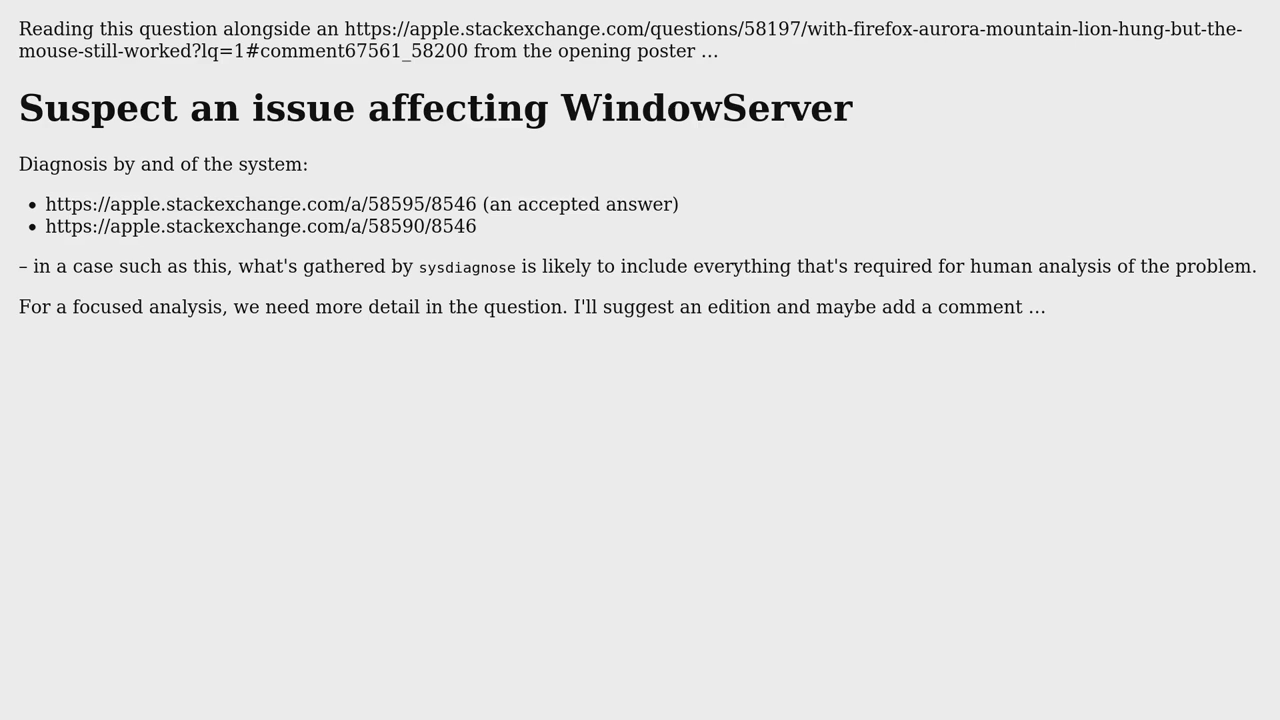 Reading this question alongside an https://apple.stackexchange.com/questions/58197/with-firefox-aurora-mountain-lion-hung-but-the-
mouse-still-worked?lq=1#comment67561_58200 from the opening poster …
Suspect an issue affecting WindowServer
Diagnosis by and of the system:
• https://apple.stackexchange.com/a/58595/8546 (an accepted answer)
• https://apple.stackexchange.com/a/58590/8546
– in a case such as this, what's gathered by sysdiagnose is likely to include everything that's required for human analysis of the problem.
For a focused analysis, we need more detail in the question. I'll suggest an edition and maybe add a comment …